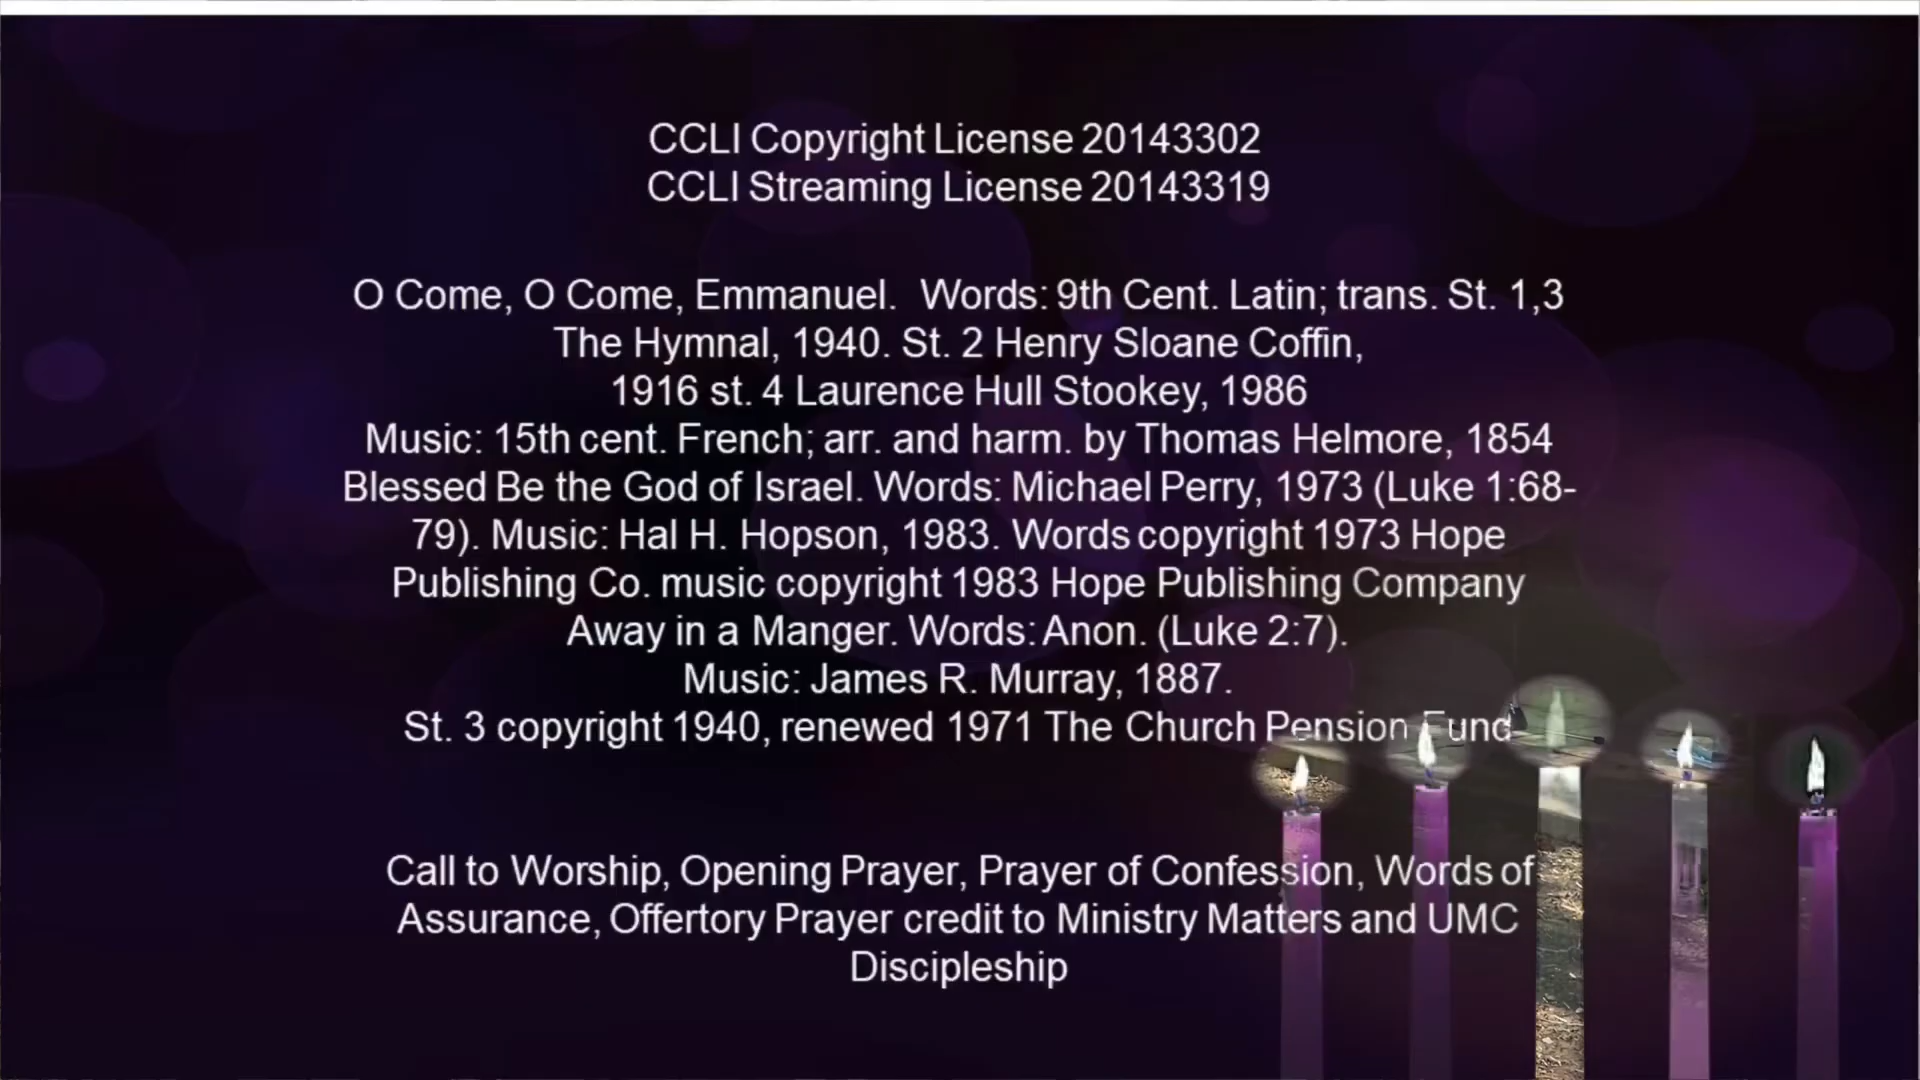 CCLI Copyright License 20143302
CCLI Streaming License 20143319
O Come, O Come, Emmanuel.  Words: 9th Cent. Latin; trans. St. 1,3
The Hymnal, 1940. St. 2 Henry Sloane Coffin,
1916 st. 4 Laurence Hull Stookey, 1986
Music: 15th cent. French; arr. and harm. by Thomas Helmore, 1854
Blessed Be the God of Israel. Words: Michael Perry, 1973 (Luke 1:68-
79). Music: Hal H. Hopson, 1983. Words copyright 1973 Hope
Publishing Co. music copyright 1983 Hope Publishing Company
Away in a Manger. Words: Anon. (Luke 2:7).
Music: James R. Murray, 1887.
St. 3 copyright 1940, renewed 1971 The Church Pension Fund
Call to Worship, Opening Prayer, Prayer of Confession, Words of
Assurance, Offertory Prayer credit to Ministry Matters and UMC
Discipleship